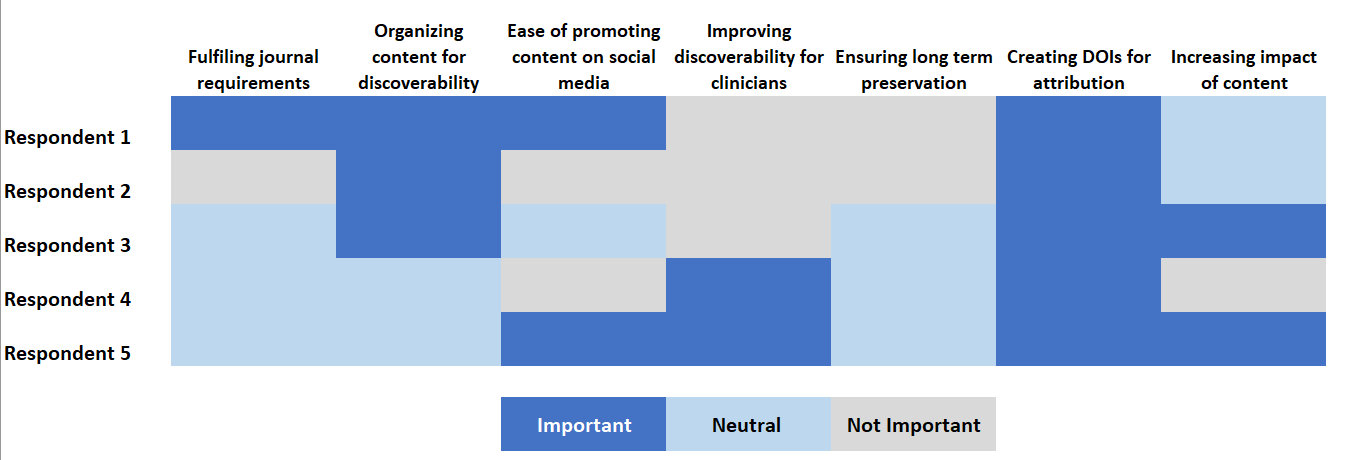 Fulfiling journal
requirements
Organizing
content for
discoverability
Ease of promoting
content on social
media
Improving
discoverability for
clinicians
Ensuring long term
preservation
Creating DOIs for
attribution
Increasing impact
of content
Respondent 1
Respondent 2
Respondent 3
Respondent 4
Respondent 5
Important
Neutral
Not Important